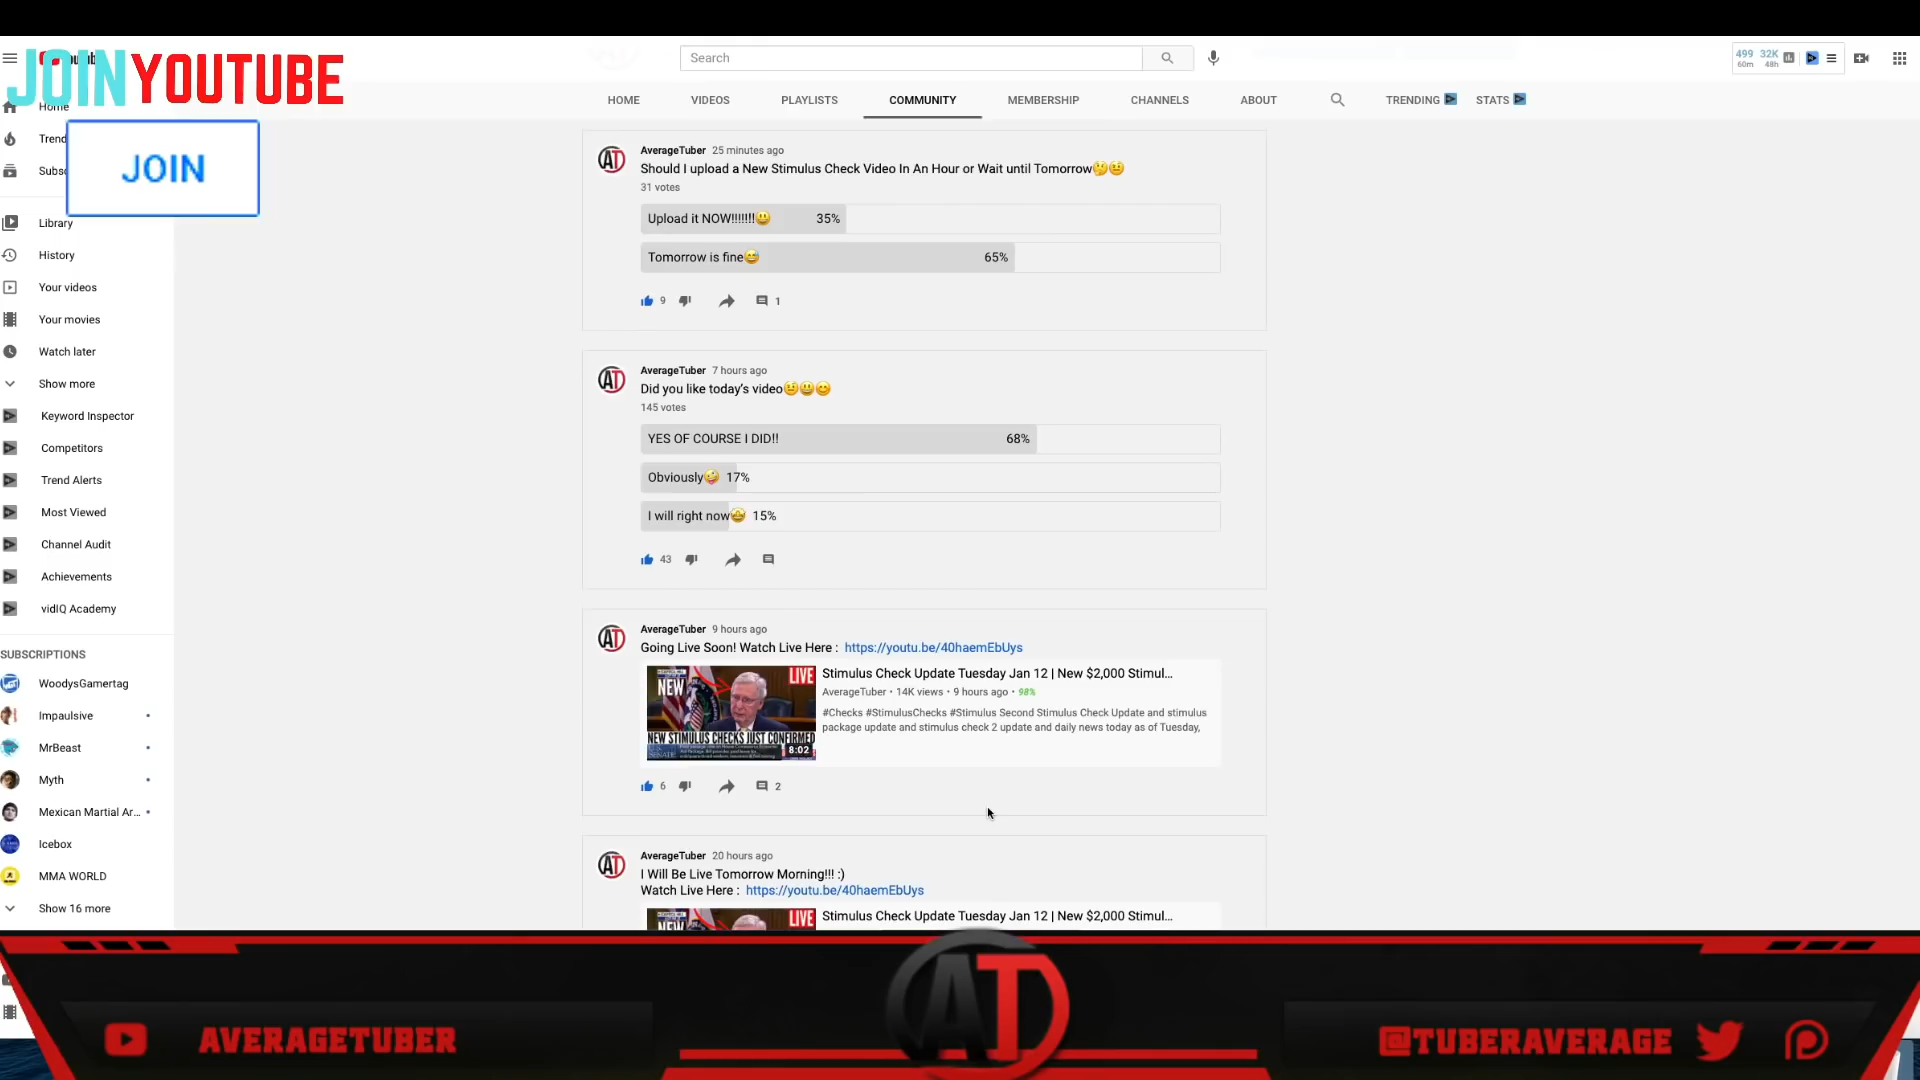 JOINYOUTUBE
Search
499 32K
60m 48h
HOME
VIDEOS
PLAYLISTS
COMMUNITY
MEMBERSHIP
CHANNELS
ABOUT
TRENDING
STATS
Home
Trend
Subsc
JOIN
Library
History
Your videos
Your movies
Watch later
Show more
Keyword Inspector
Competitors
Trend Alerts
Most Viewed
Channel Audit
Achievements
vidIQ Academy
SUBSCRIPTIONS
WoodysGamertag
Impaulsive
MrBeast
Myth
Mexican Martial Ar...
Icebox
MMA WORLD
Show 16 more
AverageTuber 25 minutes ago
Should I upload a New Stimulus Check Video In An Hour or Wait until Tomorrow🤔😉
31 votes
Upload it NOW!!!!!!!😃 35%
Tomorrow is fine😅 65%
9
1
AverageTuber 7 hours ago
Did you like today's video😉😃😊
145 votes
YES OF COURSE I DID!! 68%
Obviously🤪 17%
I will right now🤩 15%
43
AverageTuber 9 hours ago
Going Live Soon! Watch Live Here : https://youtu.be/40haemEbUys
NEW
LIVE
NEW STIMULUS CHECKS JUST CONFIRMED
8:02
Stimulus Check Update Tuesday Jan 12 | New $2,000 Stimul...
AverageTuber • 14K views • 9 hours ago • 98%
#Checks #StimulusChecks #Stimulus Second Stimulus Check Update and stimulus
package update and stimulus check 2 update and daily news today as of Tuesday,
6
2
AverageTuber 20 hours ago
I Will Be Live Tomorrow Morning!!! :)
Watch Live Here : https://youtu.be/40haemEbUys
NEW
LIVE
Stimulus Check Update Tuesday Jan 12 | New $2,000 Stimul...
AVERAGETUBER
AT
@TUBERAVERAGE